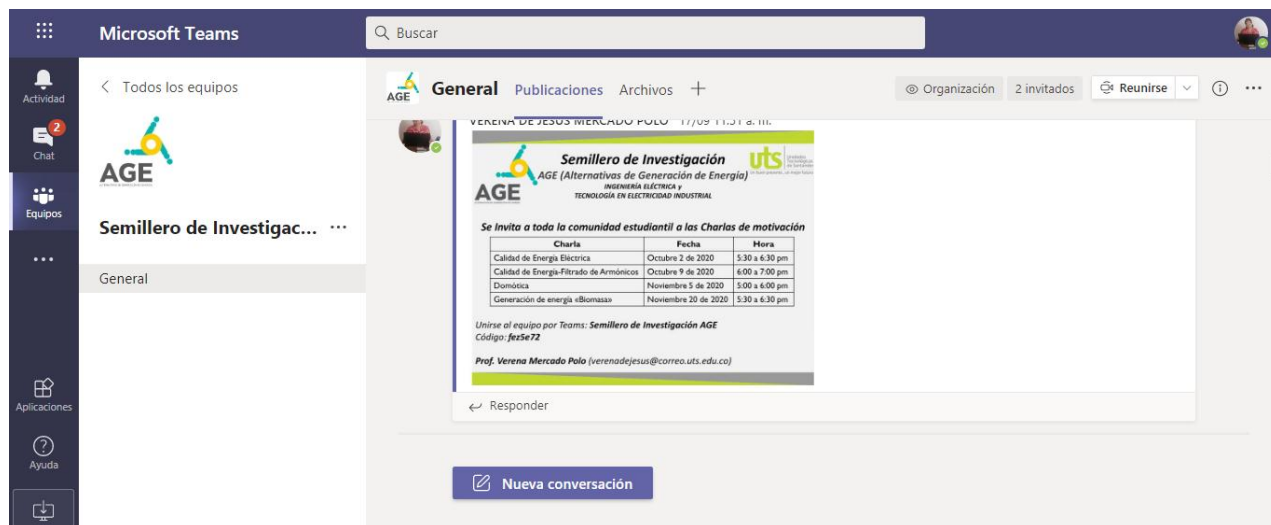 Microsoft Teams
Buscar
Actividad
2
Chat
Equipos
Aplicaciones
Ayuda
Todos los equipos
AGE
Semillero de Investigac...
General
AGE
General Publicaciones Archivos
Organización
2 invitados
Reunirse
VERENA DE JESUS MERCADO POLO 17/09 11:51 a. m.
Semillero de Investigación
AGE (Alternativas de Generación de Energía)
INGENIERÍA ELÉCTRICA y
TECNOLOGÍA EN ELECTRICIDAD INDUSTRIAL
AGE
uts
Se Invita a toda la comunidad estudiantil a las Charlas de motivación
Charla Fecha Hora
Calidad de Energía Eléctrica Octubre 2 de 2020 5:30 a 6:30 pm
Calidad de Energía-Filtrado de Armónicos Octubre 9 de 2020 6:00 a 7:00 pm
Domótica Noviembre 5 de 2020 5:00 a 6:00 pm
Generación de energía «Biomasa» Noviembre 20 de 2020 5:30 a 6:30 pm
Unirse al equipo por Teams: Semillero de Investigación AGE
Código: fez5e72
Prof. Verena Mercado Polo (verenadejesus@correo.uts.edu.co)
Responder
Nueva conversación